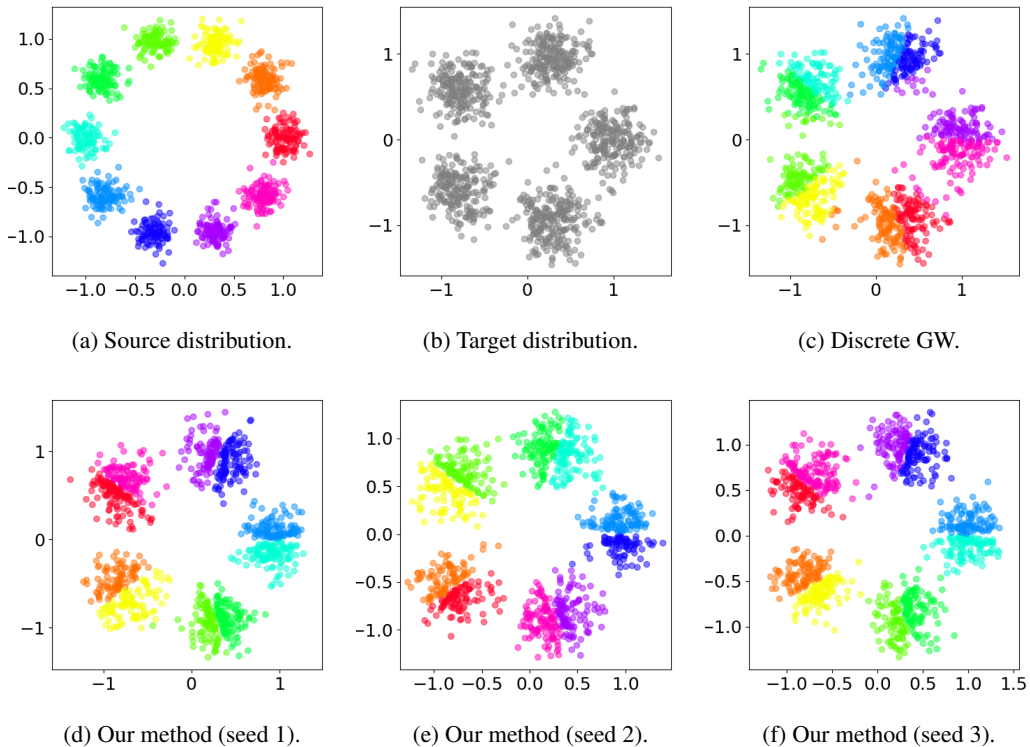 1.0
0.5
0.0
−0.5
−1.0
−1.0 −0.5 0.0 0.5 1.0
(a) Source distribution.
1
0
−1
−1 0 1
(b) Target distribution.
1
0
−1
−1 0 1
(c) Discrete GW.
1
0
−1
−1 0 1
(d) Our method (seed 1).
1.0
0.5
0.0
−0.5
−1.0
−1.0 −0.5 0.0 0.5 1.0
(e) Our method (seed 2).
1.0
0.5
0.0
−0.5
−1.0
−1.0 −0.5 0.0 0.5 1.0 1.5
(f) Our method (seed 3).